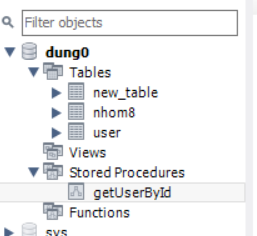 Filter objects
dung0
Tables
new_table
nhom8
user
Views
Stored Procedures
getUserById
Functions
sys